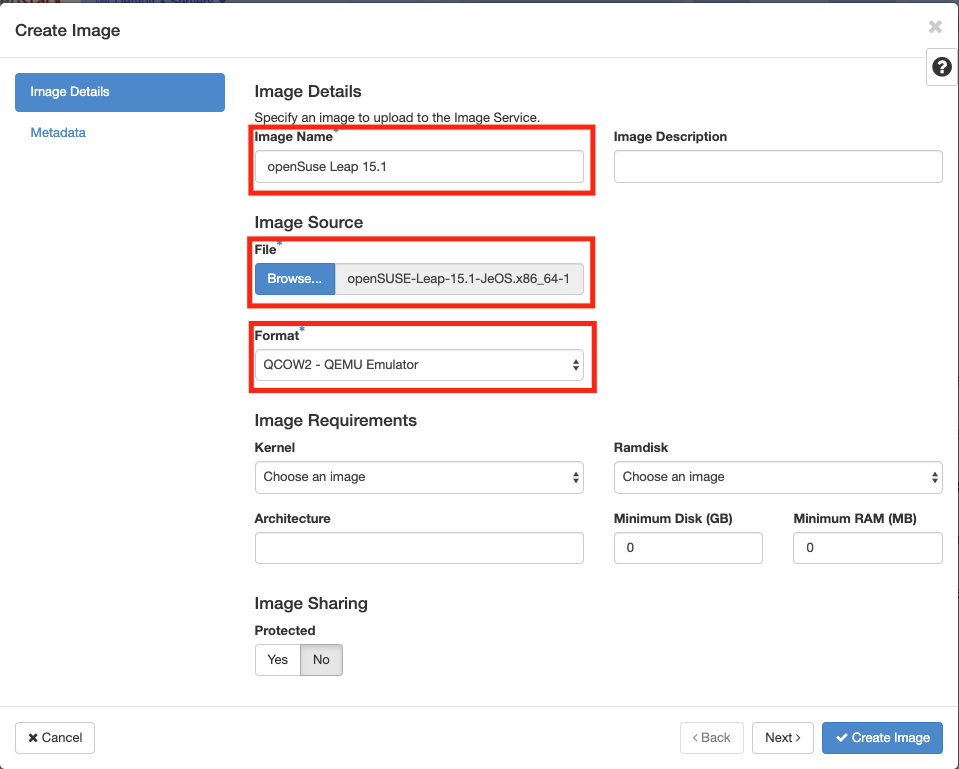 Create Image
Image Details
Metadata
Image Details
Specify an image to upload to the Image Service.
Image Name*
Image Description
openSuse Leap 15.1
Image Source
File*
Browse... openSUSE-Leap-15.1-JeOS.x86_64-1
Format*
QCOW2 - QEMU Emulator
Image Requirements
Kernel
Ramdisk
Choose an image
Choose an image
Architecture
Minimum Disk (GB)
Minimum RAM (MB)
0
0
Image Sharing
Protected
Yes No
Cancel
Back
Next
Create Image